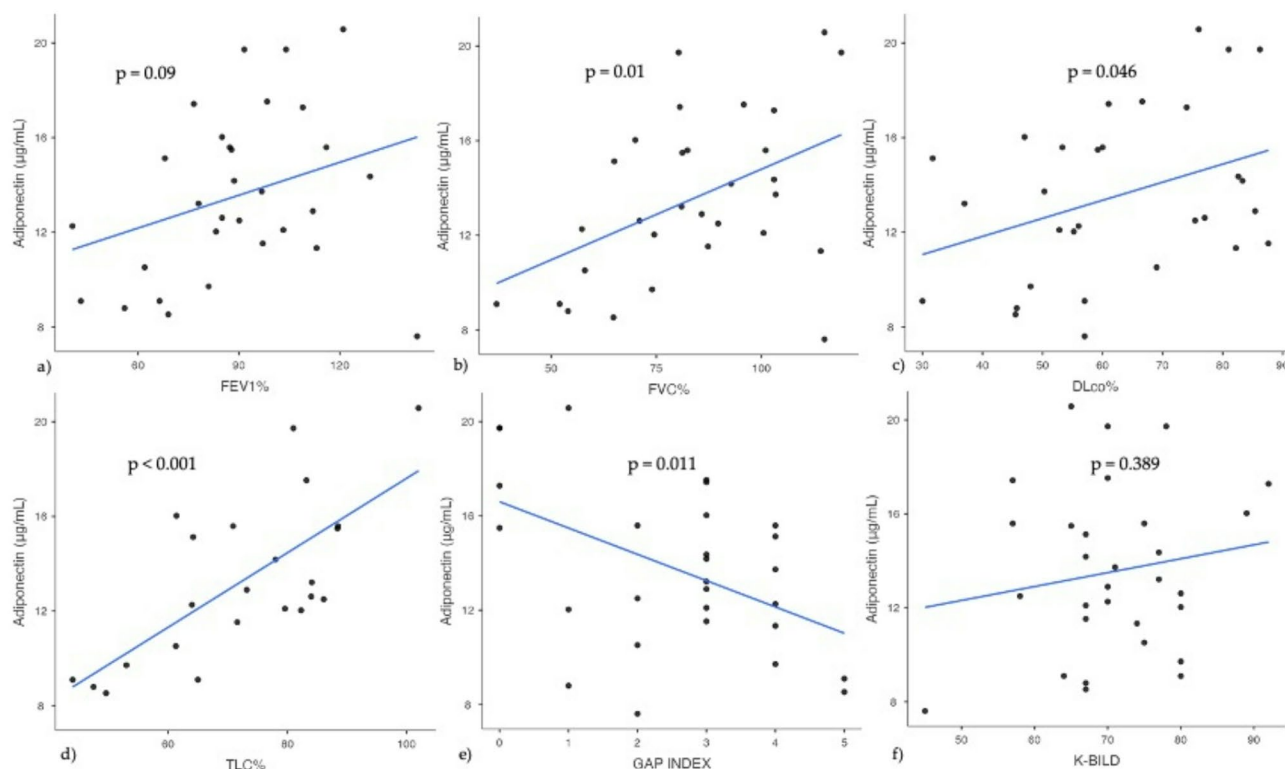 20
16
12
8
Adiponectin (µg/mL)
p = 0.09
60 90 120
FEV1%
a)
20
16
12
8
Adiponectin (µg/mL)
p = 0.01
50 75 100
FVC%
b)
20
16
12
8
Adiponectin (µg/mL)
p = 0.046
30 40 50 60 70 80 90
DLco%
c)
20
16
12
8
Adiponectin (µg/mL)
p < 0.001
60 80 100
TLC%
d)
20
16
12
8
Adiponectin (µg/mL)
p = 0.011
0 1 2 3 4 5
GAP INDEX
e)
20
16
12
8
Adiponectin (µg/mL)
p = 0.389
50 60 70 80 90
K-BILD
f)